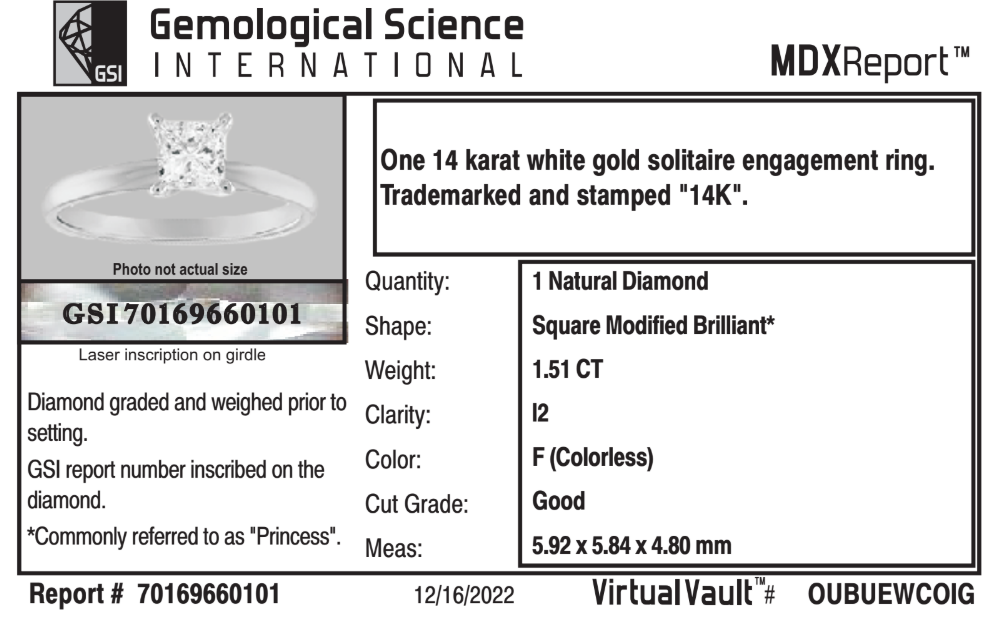 GSI
Gemological Science
INTERNATIONAL
MDXReport™
One 14 karat white gold solitaire engagement ring.
Trademarked and stamped "14K".
Photo not actual size
GSI70169660101
Laser inscription on girdle
Diamond graded and weighed prior to
setting.
GSI report number inscribed on the
diamond.
*Commonly referred to as "Princess".
Quantity: 1 Natural Diamond
Shape: Square Modified Brilliant*
Weight: 1.51 CT
Clarity: I2
Color: F (Colorless)
Cut Grade: Good
Meas: 5.92 x 5.84 x 4.80 mm
Report # 70169660101
12/16/2022
Virtual Vault™# OUBUEWCOIG